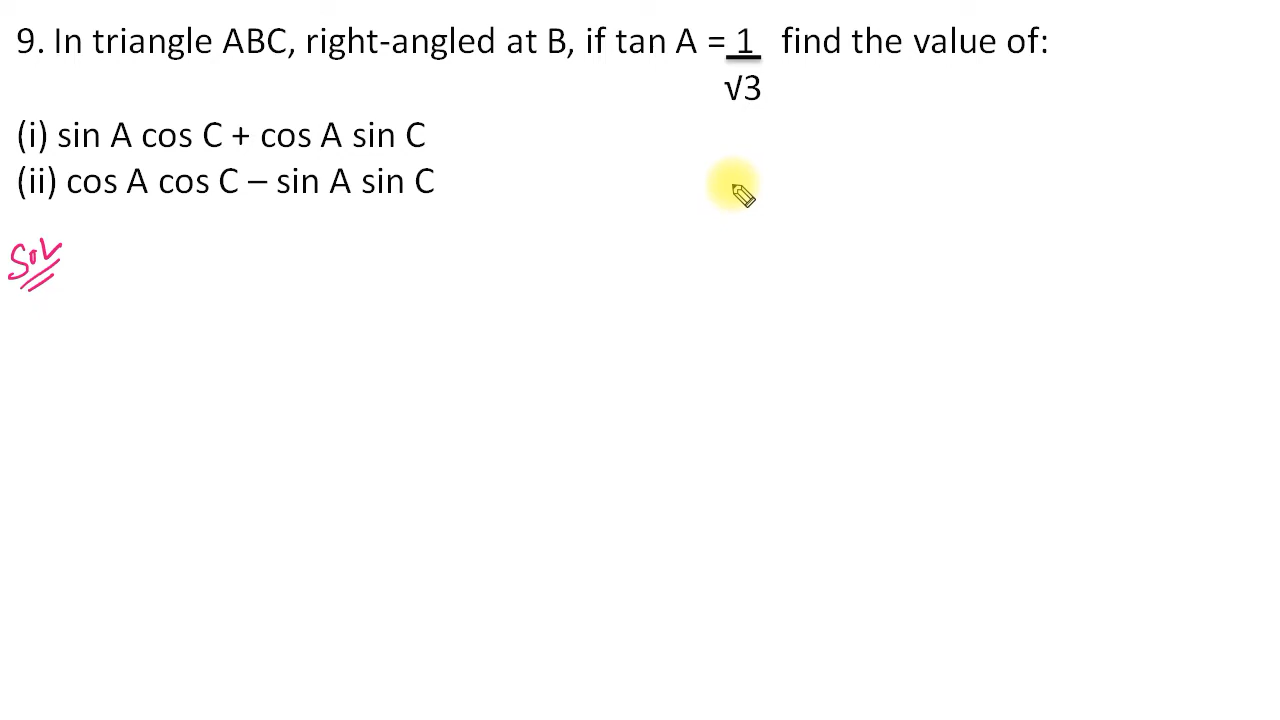 9. In triangle ABC, right-angled at B, if tan A = 1 find the value of:
√3
(i) sin A cos C + cos A sin C
(ii) cos A cos C – sin A sin C
Sol